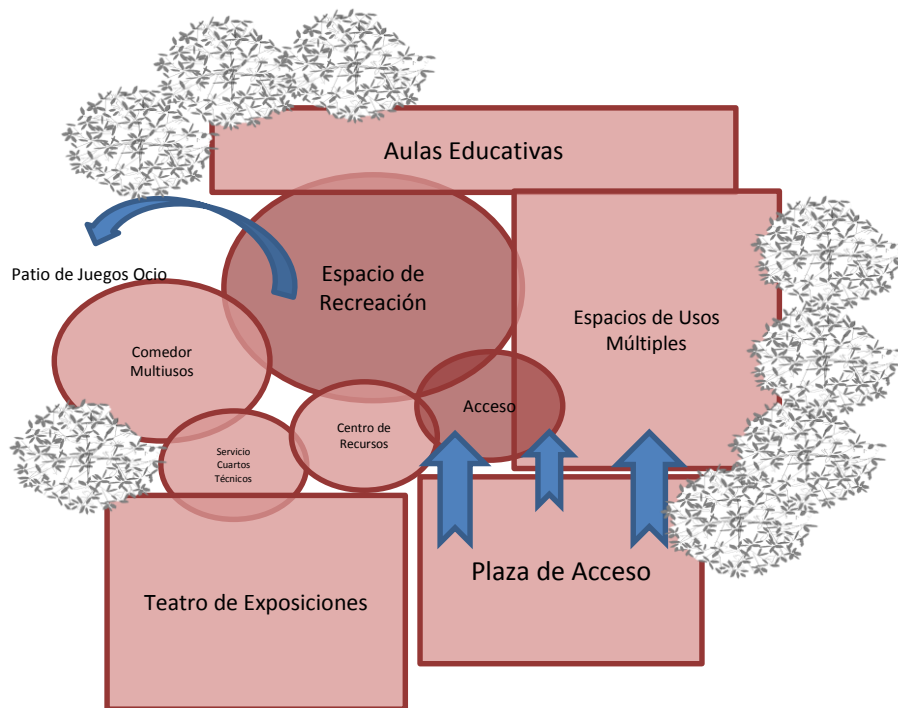 Aulas Educativas
Espacio de
Recreación
Patio de Juegos Ocio
Espacios de Usos
Múltiples
Comedor
Multiusos
Acceso
Centro de
Recursos
Servicio
Cuartos
Técnicos
Plaza de Acceso
Teatro de Exposiciones